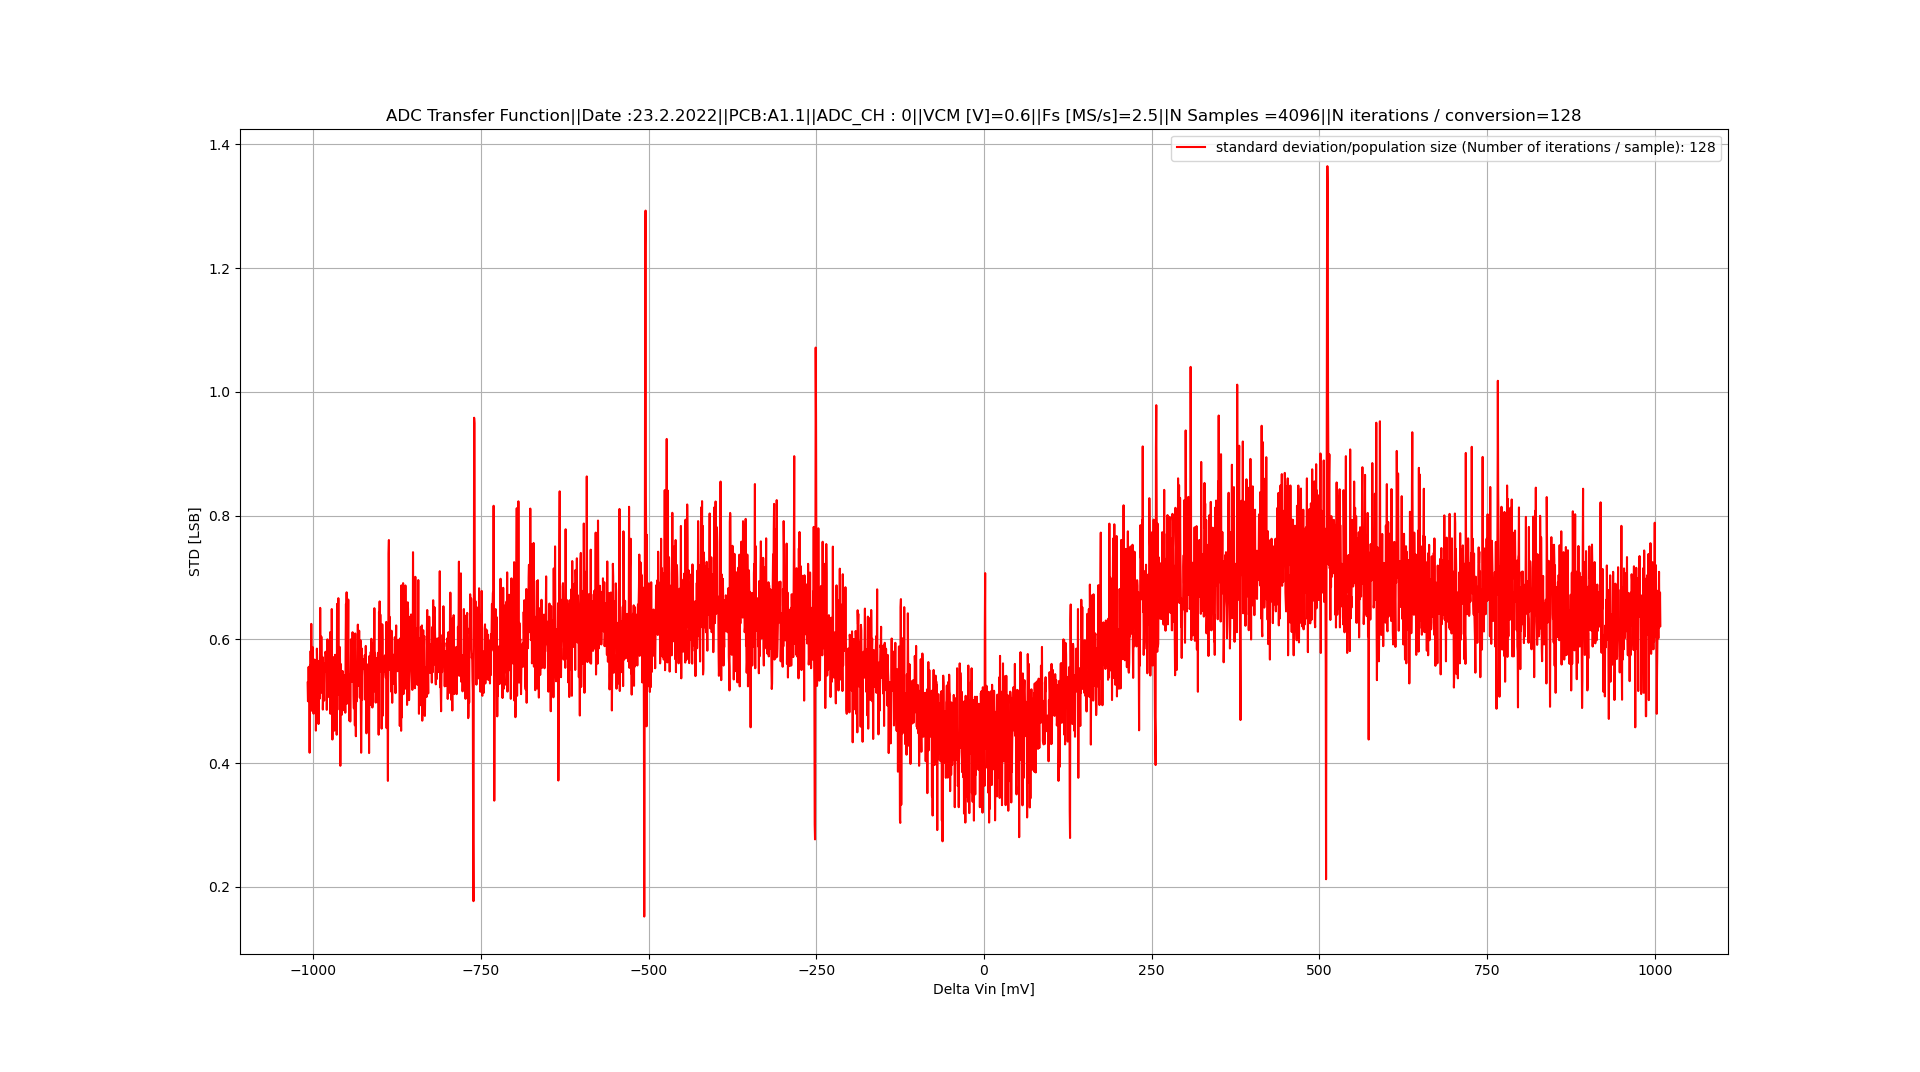 ADC Transfer Function||Date :23.2.2022||PCB:A1.1||ADC_CH : 0||VCM [V]=0.6||Fs [MS/s]=2.5||N Samples =4096||N iterations / conversion=128
standard deviation/population size (Number of iterations / sample): 128
1.4
1.2
1.0
0.8
0.6
0.4
0.2
STD [LSB]
−1000 −750 −500 −250 0 250 500 750 1000
Delta Vin [mV]